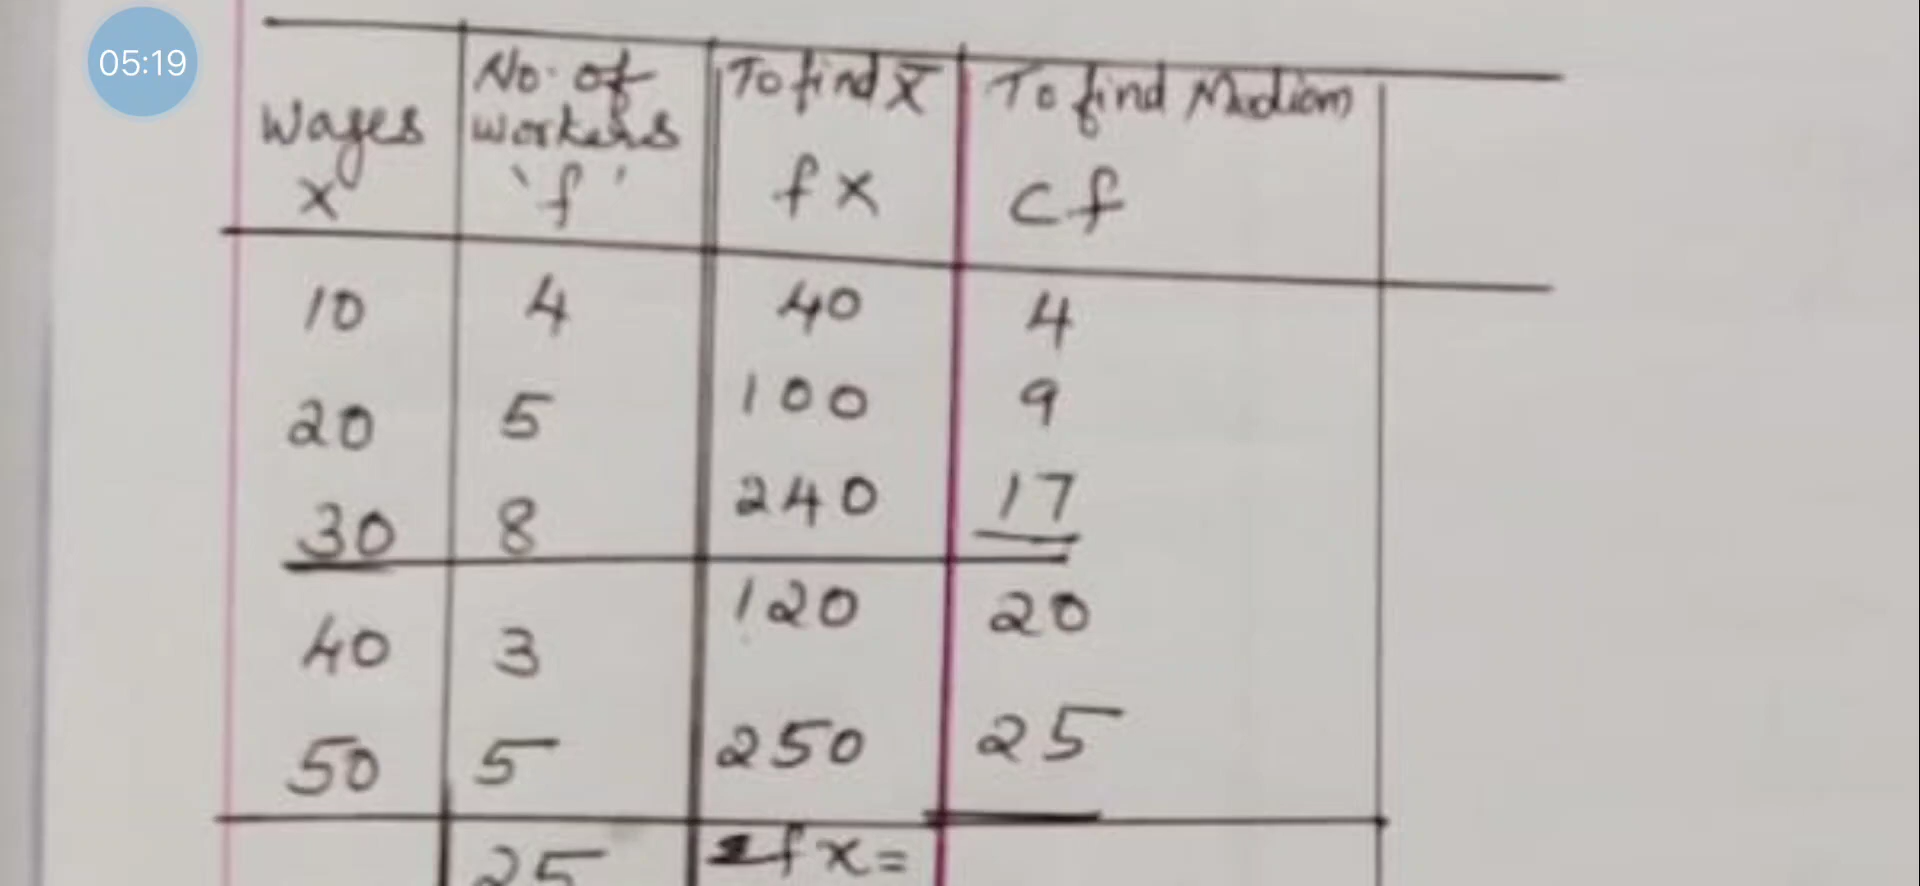 05:19
Wages x | No. of workers 'f' | To find x̅ fx | To find Median cf
10 | 4 | 40 | 4
20 | 5 | 100 | 9
30 | 8 | 240 | 17
40 | 3 | 120 | 20
50 | 5 | 250 | 25
25 | Σfx=